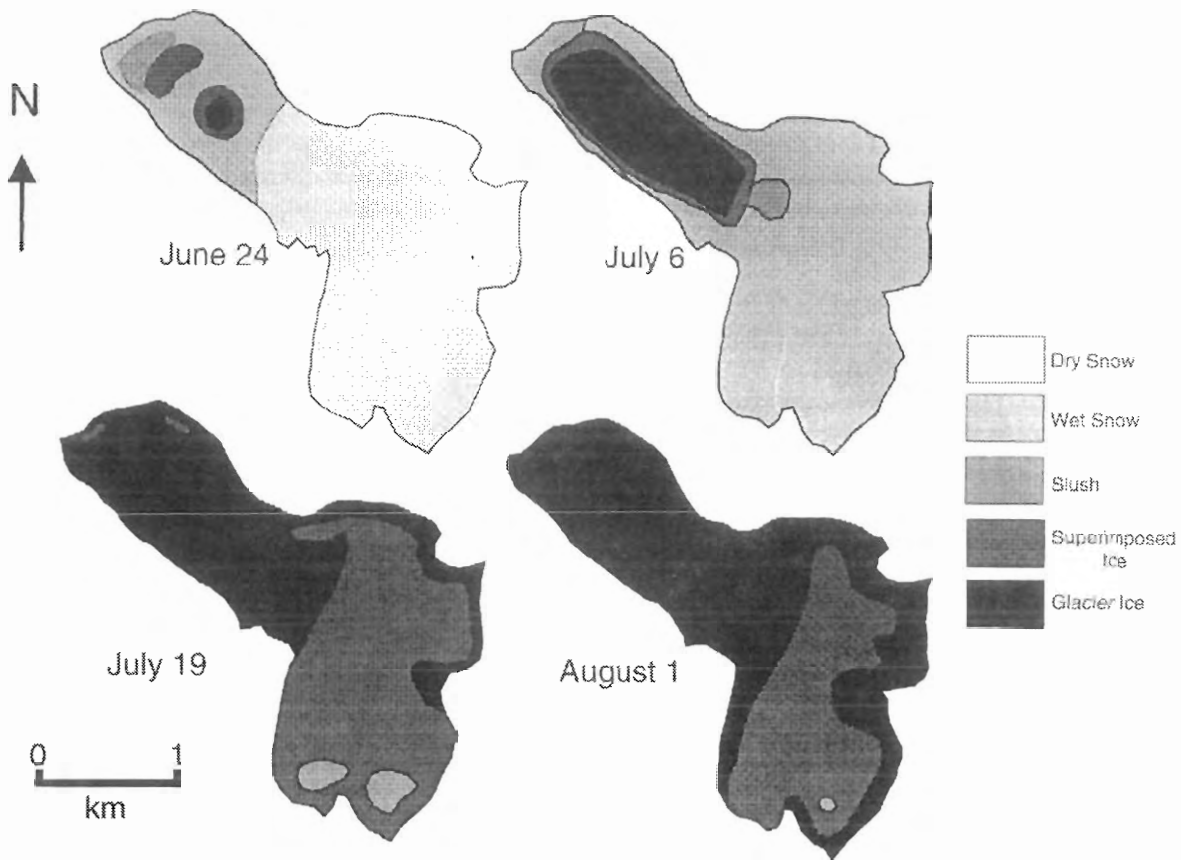 N
June 24
July 6
Dry Snow
Wet Snow
Slush
Superimposed
Ice
Glacier Ice
July 19
August 1
0 1
km